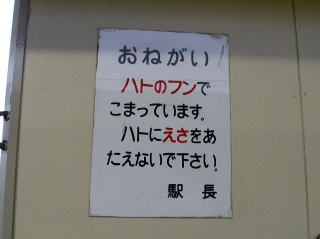 おねがい!
ハトのフンで
こまっています。
ハトにえさをあ
たえないで下さい.
駅 長